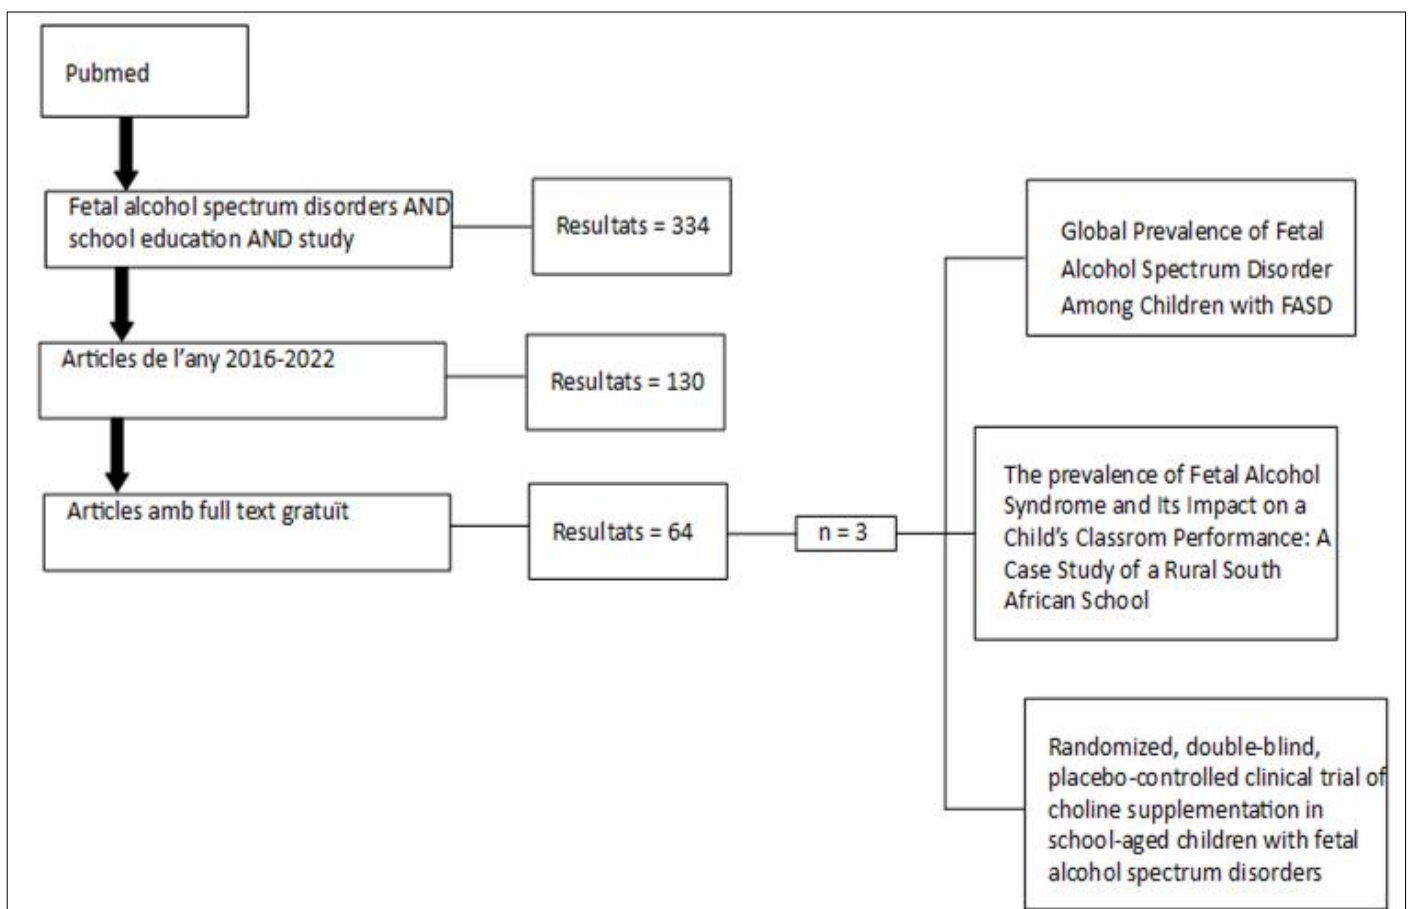 Pubmed
Fetal alcohol spectrum disorders AND
school education AND study
Resultats = 334
Articles de l'any 2016-2022
Resultats = 130
Articles amb full text gratuït
Resultats = 64
n = 3
Global Prevalence of Fetal
Alcohol Spectrum Disorder
Among Children with FASD
The prevalence of Fetal Alcohol
Syndrome and Its Impact on a
Child's Classrom Performance: A
Case Study of a Rural South
African School
Randomized, double-blind,
placebo-controlled clinical trial of
choline supplementation in
school-aged children with fetal
alcohol spectrum disorders